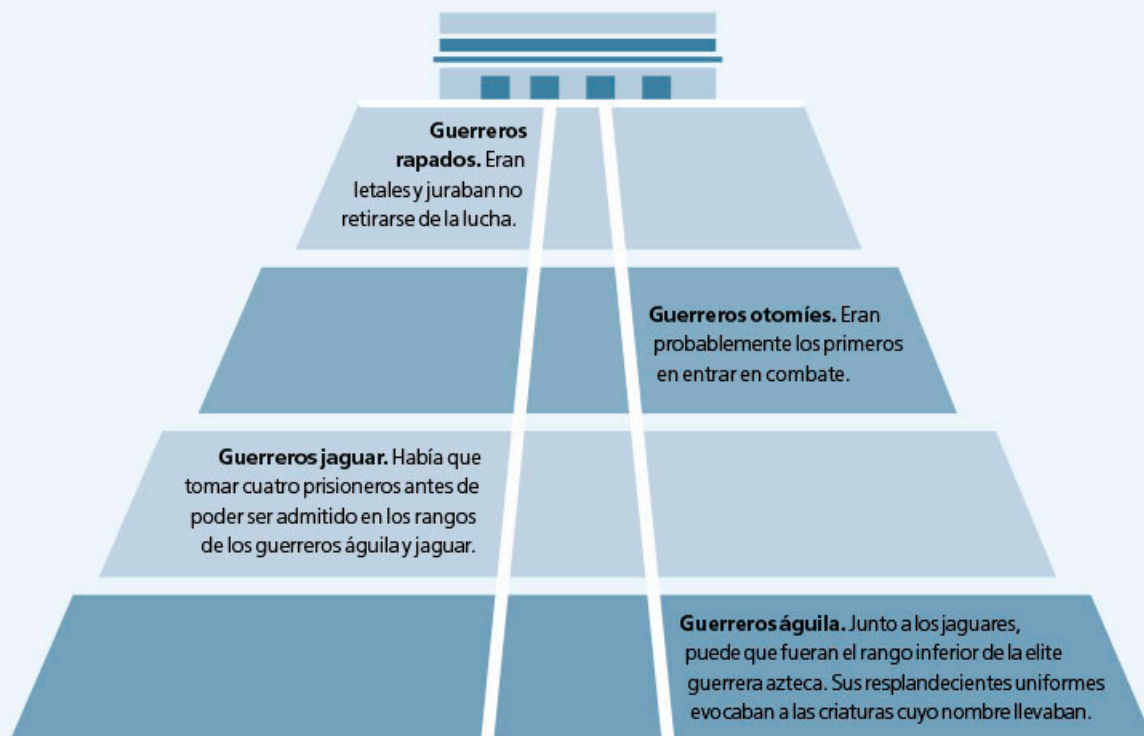 Guerreros
rapados. Eran
letales y juraban no
retirarse de la lucha.
Guerreros otomíes. Eran
probablemente los primeros
en entrar en combate.
Guerreros jaguar. Había que
tomar cuatro prisioneros antes de
poder ser admitido en los rangos
de los guerreros águila y jaguar.
Guerreros águila. Junto a los jaguares,
puede que fueran el rango inferior de la elite
guerrera azteca. Sus resplandecientes uniformes
evocaban a las criaturas cuyo nombre llevaban.